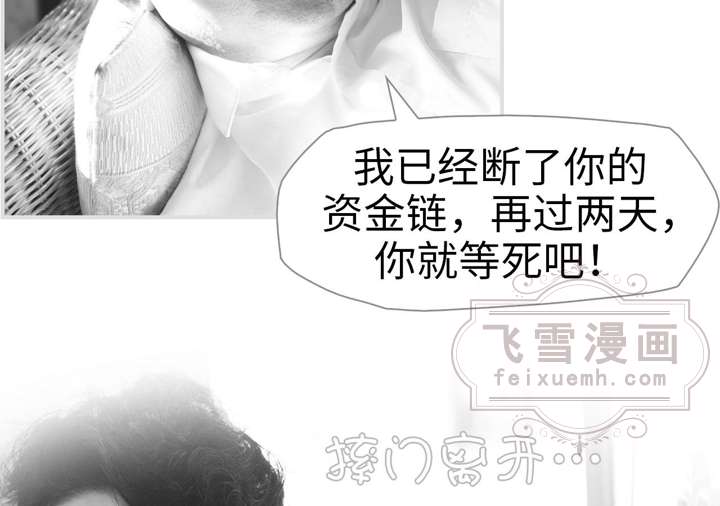 我已经断了你的
资金链，再过两天，
你就等死吧！
飞雪漫画
feixuemh.com
摔门离开…